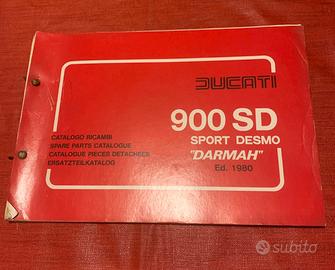 DUCATI
900 SD
SPORT DESMO
"DARMAH"
Ed. 1980
CATALOGO RICAMBI
SPARE PARTS CATALOGUE
CATALOGUE PIECES DETACHEES
ERSATZTEILKATALOG
subito